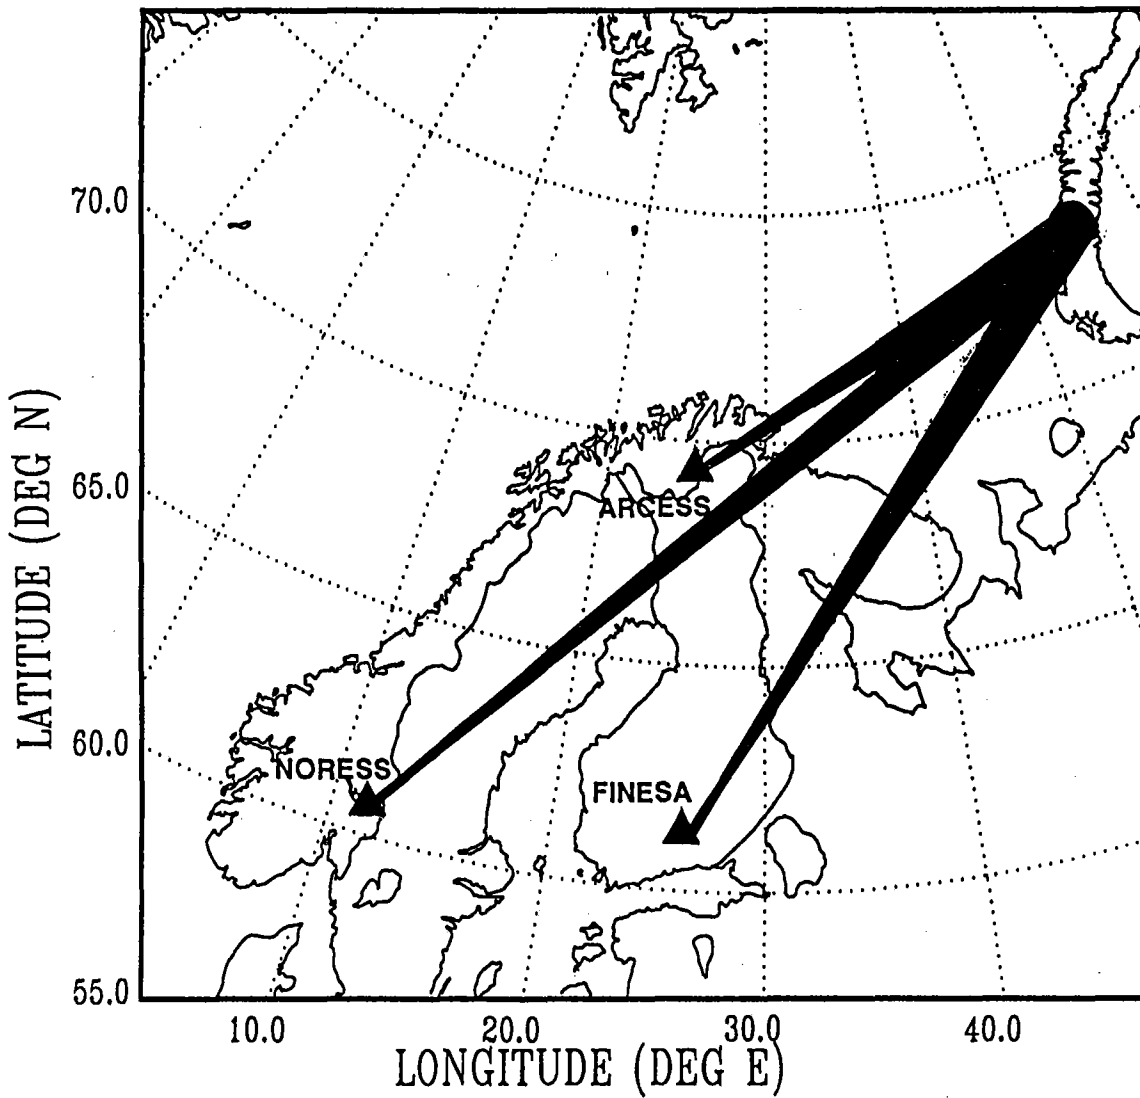 70.0
65.0
60.0
55.0
LATITUDE (DEG N)
ARCESS
NORESS
FINESA
10.0
20.0
30.0
40.0
LONGITUDE (DEG E)